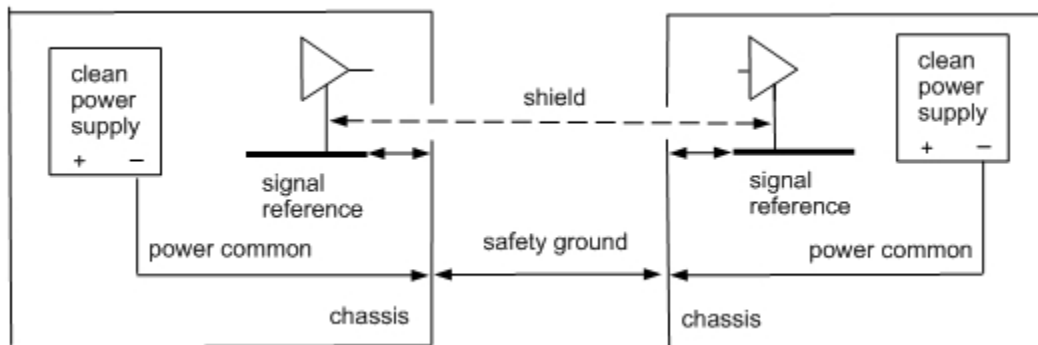 clean
power
supply
+ −
signal
reference
power common
chassis
shield
safety ground
clean
power
supply
+ −
signal
reference
power common
chassis